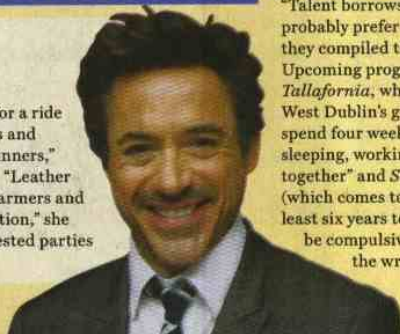 or a ride
s and
nners,"
"Leather
armers and
tion," she
ested parties
"Talent borrows
probably prefer
they compiled t
Upcoming prog
Tallafornia, wh
West Dublin's g
spend four week
sleeping, workin
together" and S
(which comes to
least six years to
be compulsiv
the wr